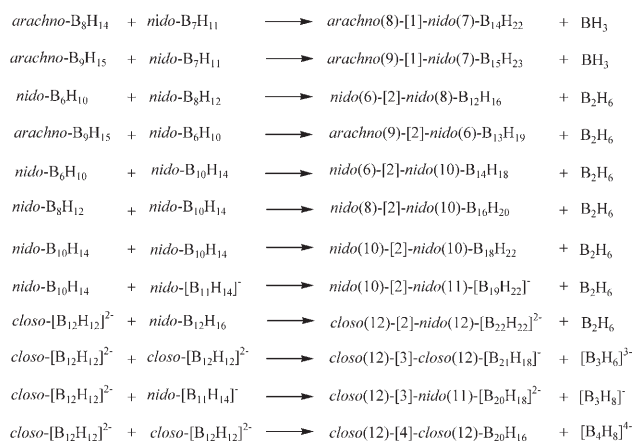 arachno-B₈H₁₄ + nido-B₇H₁₁ ⟶ arachno(8)-[1]-nido(7)-B₁₄H₂₂ + BH₃
arachno-B₉H₁₅ + nido-B₇H₁₁ ⟶ arachno(9)-[1]-nido(7)-B₁₅H₂₃ + BH₃
nido-B₆H₁₀ + nido-B₈H₁₂ ⟶ nido(6)-[2]-nido(8)-B₁₂H₁₆ + B₂H₆
arachno-B₉H₁₅ + nido-B₆H₁₀ ⟶ arachno(9)-[2]-nido(6)-B₁₃H₁₉ + B₂H₆
nido-B₆H₁₀ + nido-B₁₀H₁₄ ⟶ nido(6)-[2]-nido(10)-B₁₄H₁₈ + B₂H₆
nido-B₈H₁₂ + nido-B₁₀H₁₄ ⟶ nido(8)-[2]-nido(10)-B₁₆H₂₀ + B₂H₆
nido-B₁₀H₁₄ + nido-B₁₀H₁₄ ⟶ nido(10)-[2]-nido(10)-B₁₈H₂₂ + B₂H₆
nido-B₁₀H₁₄ + nido-[B₁₁H₁₄]⁻ ⟶ nido(10)-[2]-nido(11)-[B₁₉H₂₂]⁻ + B₂H₆
closo-[B₁₂H₁₂]²⁻ + nido-B₁₂H₁₆ ⟶ closo(12)-[2]-nido(12)-[B₂₂H₂₂]²⁻ + B₂H₆
closo-[B₁₂H₁₂]²⁻ + closo-[B₁₂H₁₂]²⁻ ⟶ closo(12)-[3]-closo(12)-[B₂₁H₁₈]⁻ + [B₃H₆]³⁻
closo-[B₁₂H₁₂]²⁻ + nido-[B₁₁H₁₄]⁻ ⟶ closo(12)-[3]-nido(11)-[B₂₀H₁₈]²⁻ + [B₃H₈]⁻
closo-[B₁₂H₁₂]²⁻ + closo-[B₁₂H₁₂]²⁻ ⟶ closo(12)-[4]-closo(12)-B₂₀H₁₆ + [B₄H₈]⁴⁻